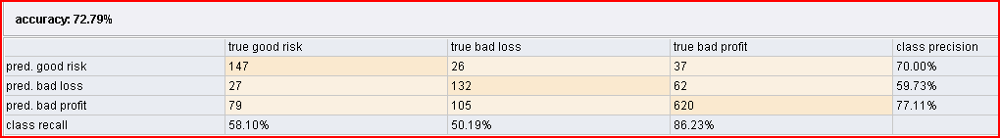 accuracy: 72.79%
true good risk true bad loss true bad profit class precision
pred. good risk 147 26 37 70.00%
pred. bad loss 27 132 62 59.73%
pred. bad profit 79 105 620 77.11%
class recall 58.10% 50.19% 86.23%